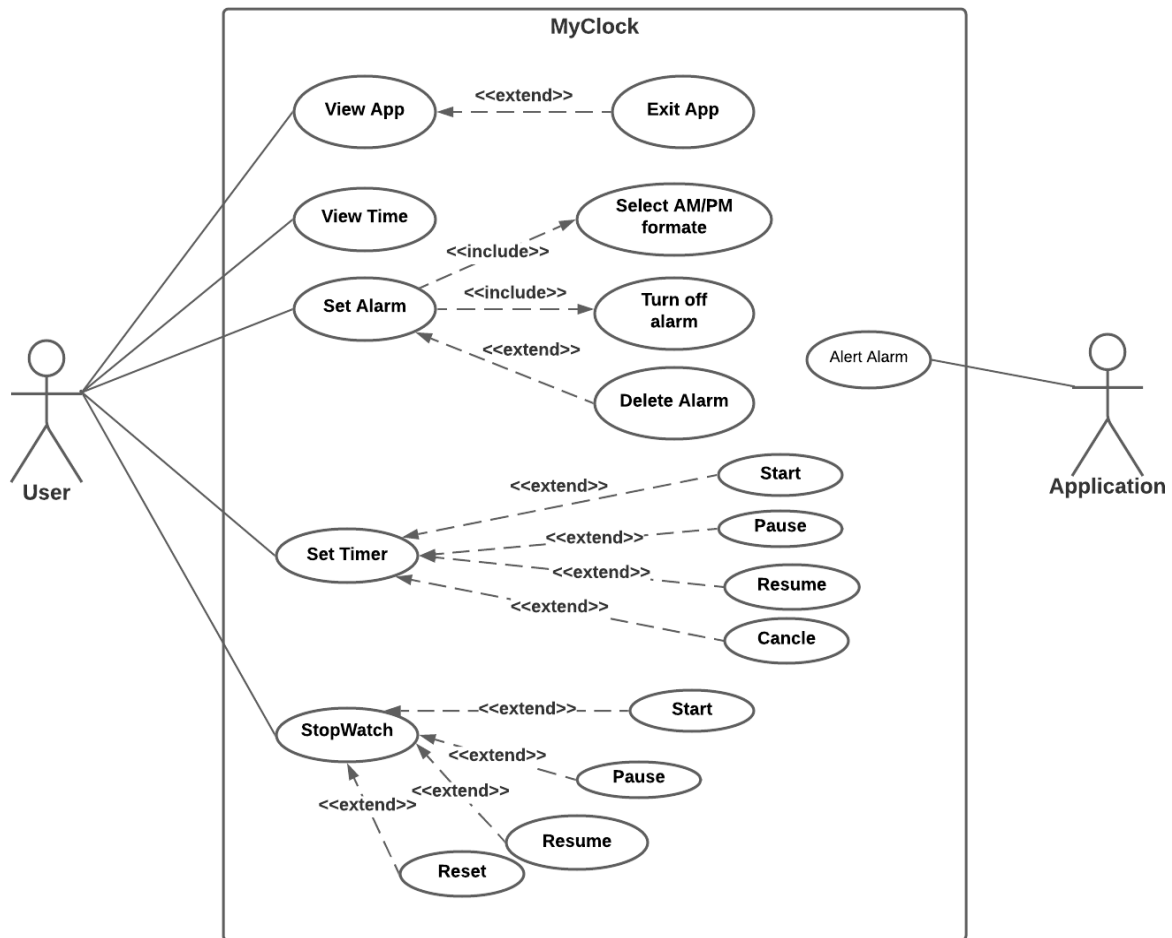 MyClock
View App
<<extend>>
Exit App
View Time
Select AM/PM
formate
<<include>>
Set Alarm
<<include>>
Turn off
alarm
<<extend>>
Delete Alarm
Alert Alarm
User
Application
Set Timer
<<extend>>
Start
<<extend>>
Pause
<<extend>>
Resume
<<extend>>
Cancle
StopWatch
<<extend>>
Start
<<extend>>
Pause
<<extend>>
Resume
<<extend>>
Reset